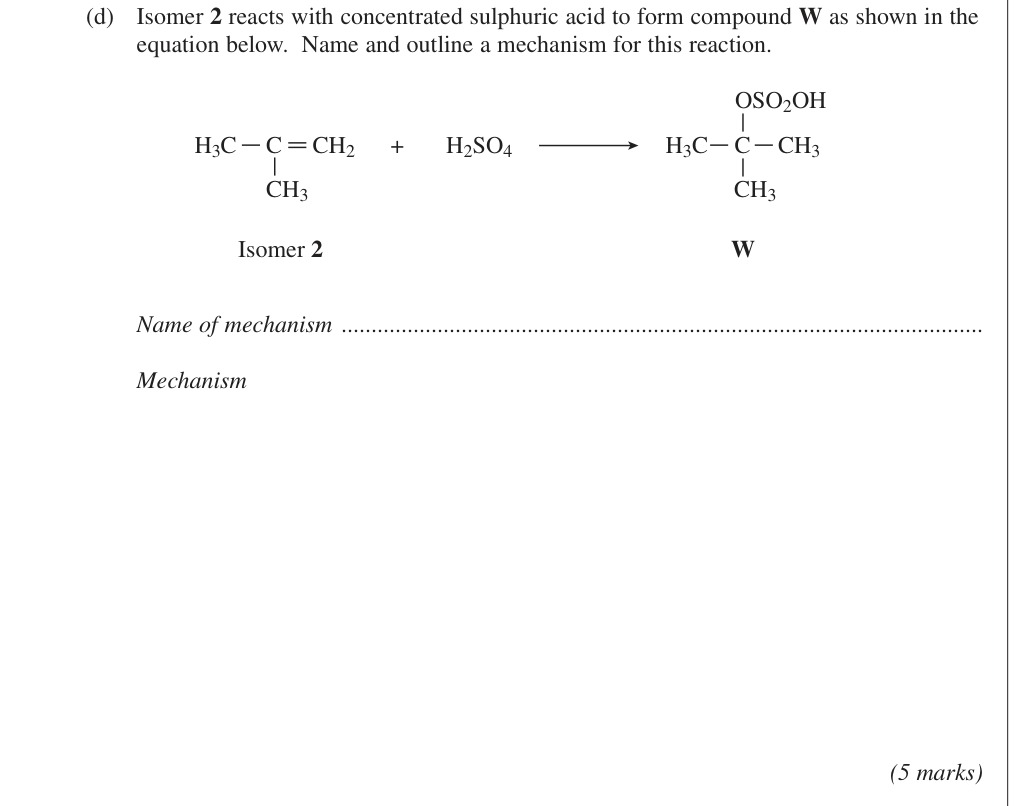 (d) Isomer 2 reacts with concentrated sulphuric acid to form compound W as shown in the
equation below. Name and outline a mechanism for this reaction.
OSO₂OH
H₃C — C = CH₂ + H₂SO₄ ⟶ H₃C — C — CH₃
CH₃ CH₃
Isomer 2 W
Name of mechanism ..........................................................................................................
Mechanism
(5 marks)